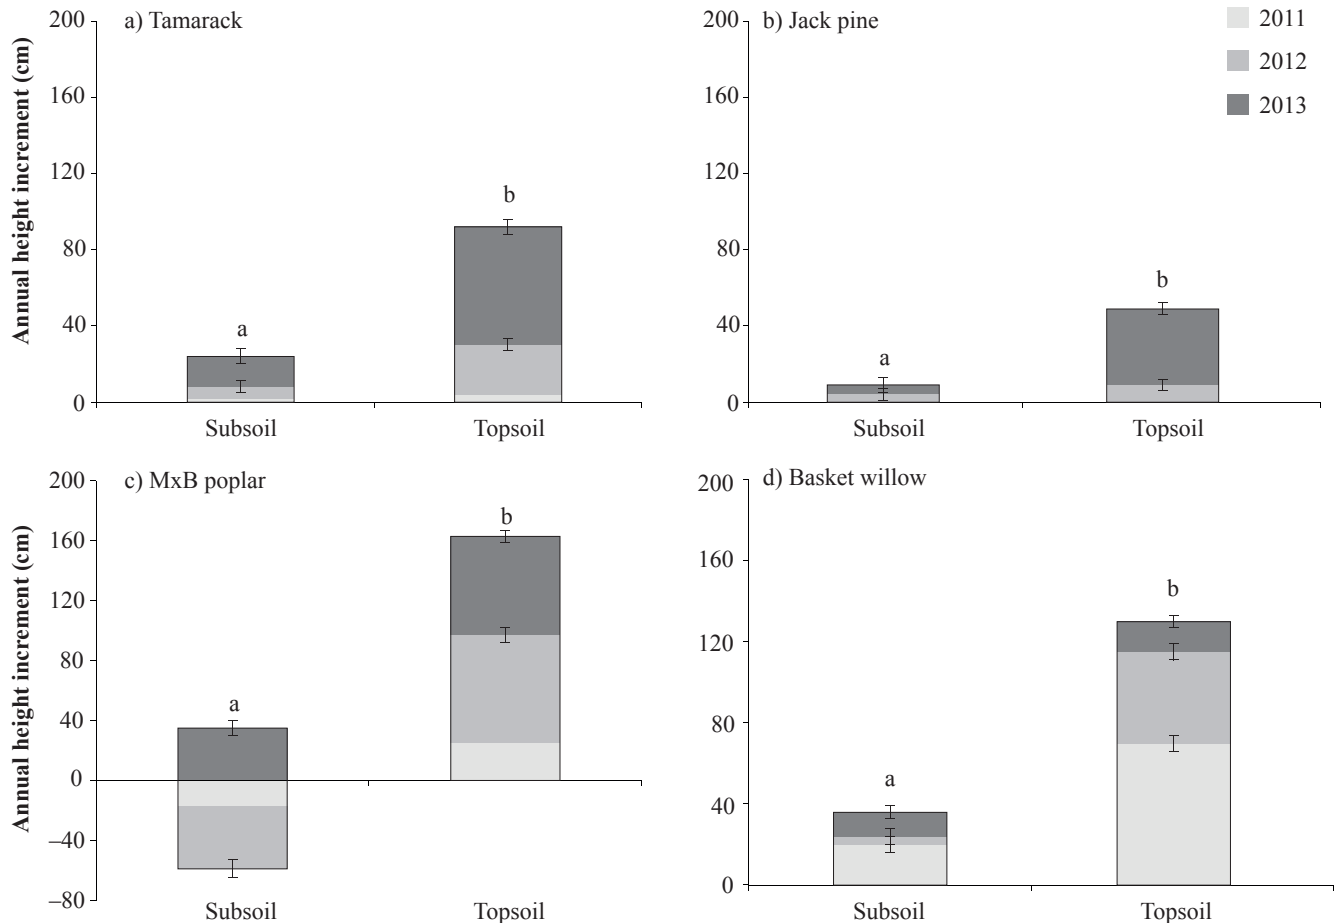 a) Tamarack
Annual height increment (cm)
200
160
120
80
40
0
a
b
Subsoil
Topsoil
b) Jack pine
200
160
120
80
40
0
a
b
Subsoil
Topsoil
2011
2012
2013
c) MxB poplar
Annual height increment (cm)
200
160
120
80
40
0
–40
–80
a
b
Subsoil
Topsoil
d) Basket willow
200
160
120
80
40
0
a
b
Subsoil
Topsoil